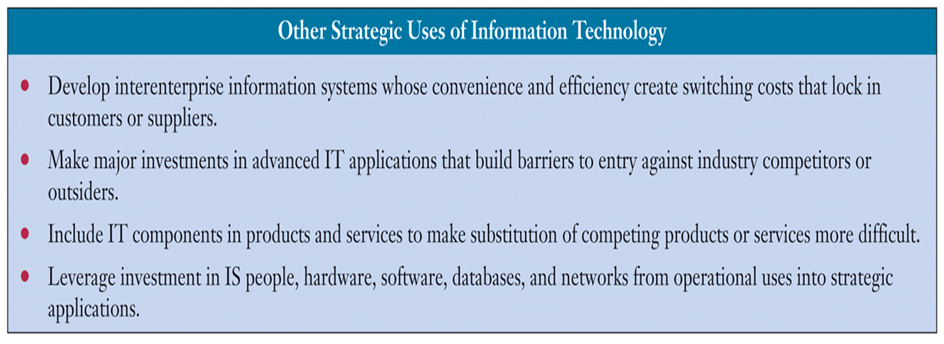 Other Strategic Uses of Information Technology
• Develop interenterprise information systems whose convenience and efficiency create switching costs that lock in
customers or suppliers.
• Make major investments in advanced IT applications that build barriers to entry against industry competitors or
outsiders.
• Include IT components in products and services to make substitution of competing products or services more difficult.
• Leverage investment in IS people, hardware, software, databases, and networks from operational uses into strategic
applications.